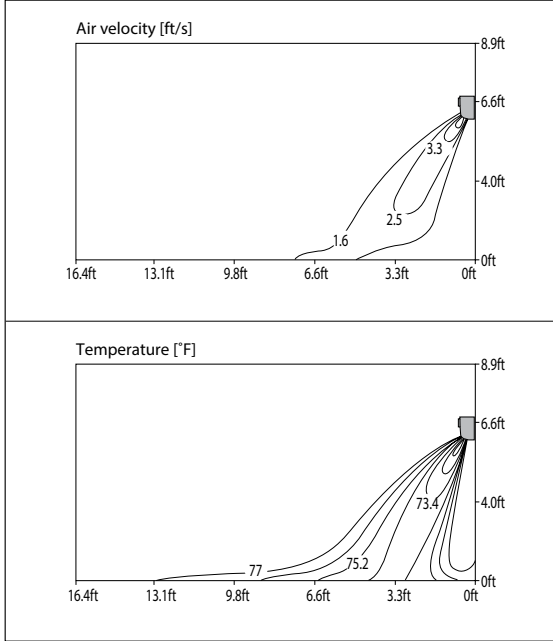 Air velocity [ft/s]
8.9ft
6.6ft
3.3
4.0ft
2.5
1.6
0ft
16.4ft 13.1ft 9.8ft 6.6ft 3.3ft 0ft
Temperature [˚F]
8.9ft
6.6ft
73.4
4.0ft
75.2
77
0ft
16.4ft 13.1ft 9.8ft 6.6ft 3.3ft 0ft